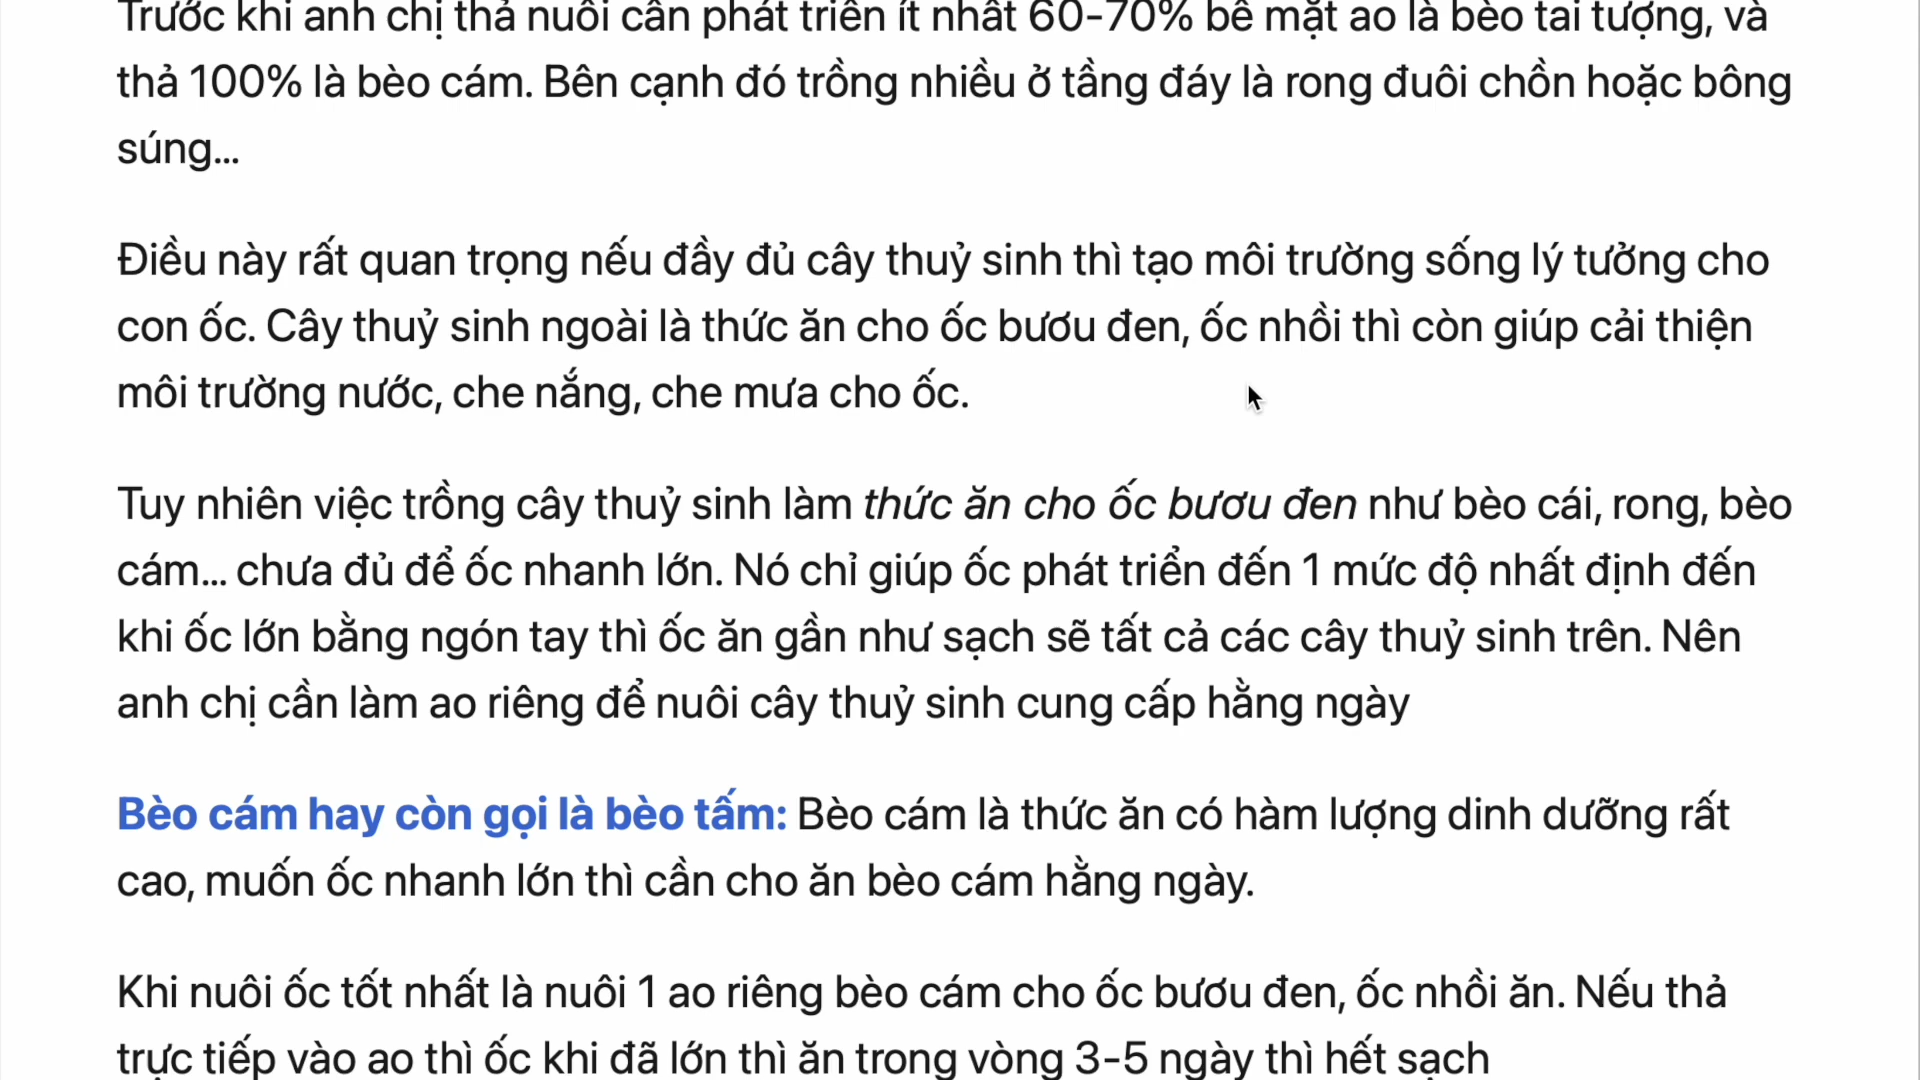 Trước khi anh chị thả nuôi cần phát triển ít nhất 60-70% bề mặt ao là bèo tai tượng, và
thả 100% là bèo cám. Bên cạnh đó trồng nhiều ở tầng đáy là rong đuôi chồn hoặc bông
súng...
Điều này rất quan trọng nếu đầy đủ cây thuỷ sinh thì tạo môi trường sống lý tưởng cho
con ốc. Cây thuỷ sinh ngoài là thức ăn cho ốc bươu đen, ốc nhồi thì còn giúp cải thiện
môi trường nước, che nắng, che mưa cho ốc.
Tuy nhiên việc trồng cây thuỷ sinh làm thức ăn cho ốc bươu đen như bèo cái, rong, bèo
cám... chưa đủ để ốc nhanh lớn. Nó chỉ giúp ốc phát triển đến 1 mức độ nhất định đến
khi ốc lớn bằng ngón tay thì ốc ăn gần như sạch sẽ tất cả các cây thuỷ sinh trên. Nên
anh chị cần làm ao riêng để nuôi cây thuỷ sinh cung cấp hằng ngày
Bèo cám hay còn gọi là bèo tấm: Bèo cám là thức ăn có hàm lượng dinh dưỡng rất
cao, muốn ốc nhanh lớn thì cần cho ăn bèo cám hằng ngày.
Khi nuôi ốc tốt nhất là nuôi 1 ao riêng bèo cám cho ốc bươu đen, ốc nhồi ăn. Nếu thả
trực tiếp vào ao thì ốc khi đã lớn thì ăn trong vòng 3-5 ngày thì hết sạch